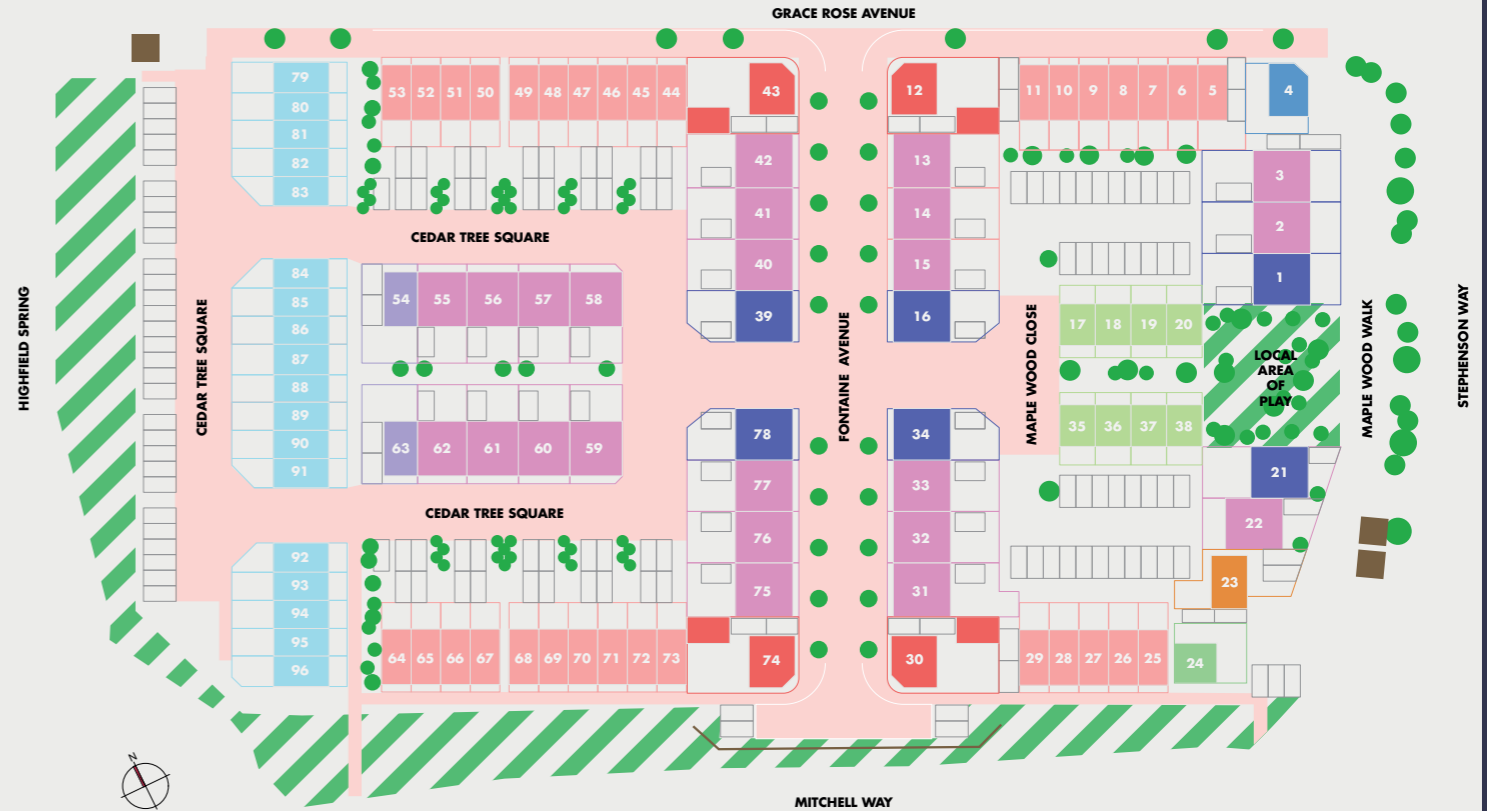 GRACE ROSE AVENUE
79
80
81
82
83
53 52 51 50 49 48 47 46 45 44
43
12
11 10 9 8 7 6 5
4
42
41
40
39
13
14
15
16
3
2
1
CEDAR TREE SQUARE
84
85
86
87
88
89
90
91
54 55 56 57 58
63 62 61 60 59
17 18 19 20
LOCAL
AREA
OF
PLAY
35 36 37 38
HIGHFIELD SPRING
CEDAR TREE SQUARE
FONTAINE AVENUE
MAPLE WOOD CLOSE
MAPLE WOOD WALK
STEPHENSON WAY
78
77
76
75
34
33
32
31
21
22
23
24
CEDAR TREE SQUARE
92
93
94
95
96
64 65 66 67 68 69 70 71 72 73
74
30
29 28 27 26 25
N
MITCHELL WAY